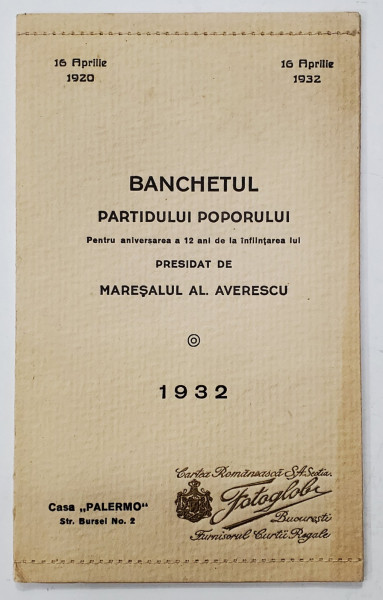 16 Aprilie
1920
16 Aprilie
1932
BANCHETUL
PARTIDULUI POPORULUI
Pentru aniversarea a 12 ani de la înființarea lui
PRESIDAT DE
MAREȘALUL AL. AVERESCU
1932
Casa „PALERMO"
Str. Bursei No. 2
Cartea Românească S.A. Secția.
Fotoglob
București
Furnisorul Curții Regale